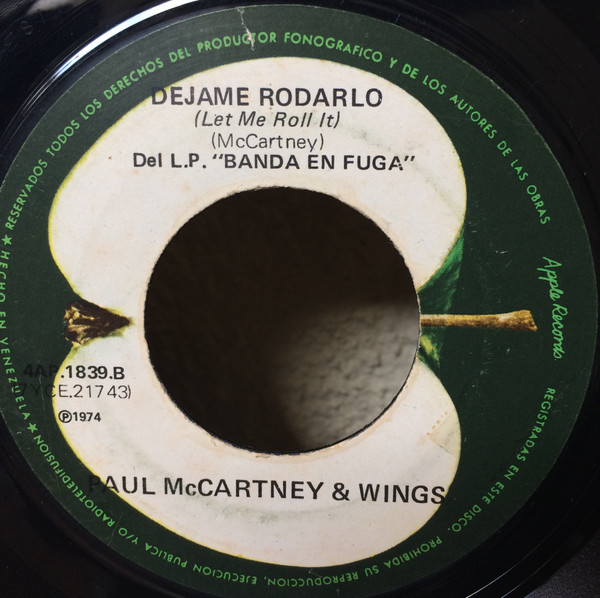 DEJAME RODARLO
(Let Me Roll It)
(McCartney)
Del L.P. “BANDA EN FUGA”
4AP.1839.B
(7YCE.21743)
℗1974
PAUL McCARTNEY & WINGS
Apple Records
★ HECHO EN VENEZUELA ★ RESERVADOS TODOS LOS DERECHOS DEL PRODUCTOR FONOGRAFICO Y DE LOS AUTORES DE LAS OBRAS
REGISTRADAS EN ESTE DISCO. PROHIBIDA SU REPRODUCCION, EJECUCION PUBLICA Y/O RADIOTELEDIFUSION